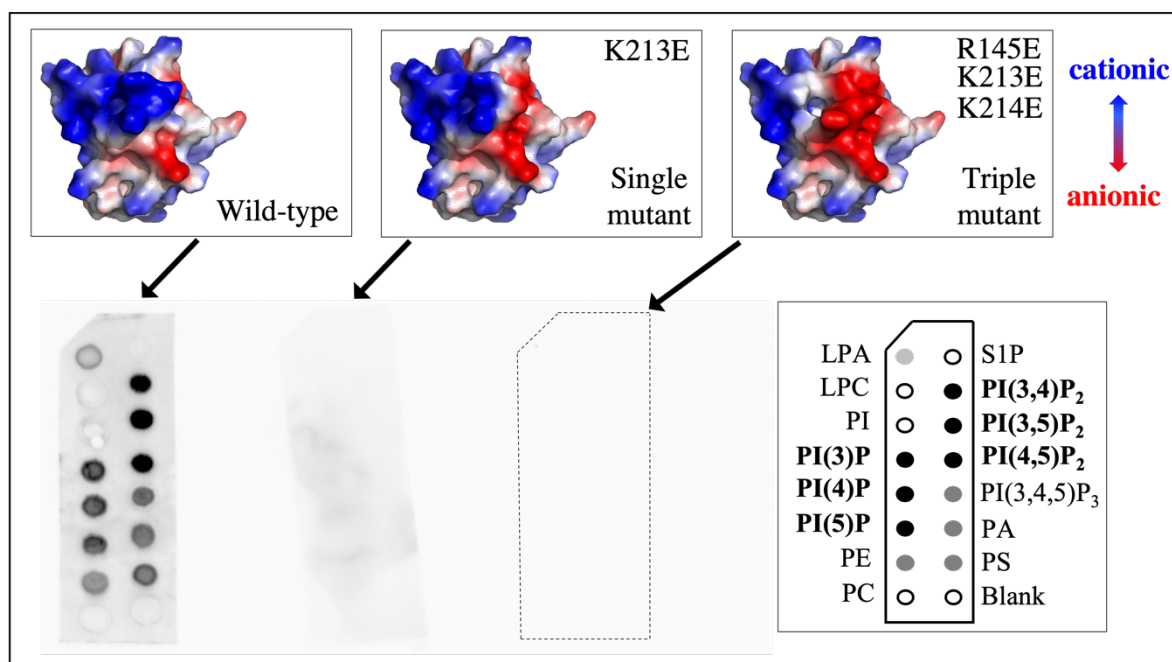 Wild-type
K213E
Single
mutant
R145E
K213E
K214E
Triple
mutant
cationic
anionic
LPA
LPC
PI
PI(3)P
PI(4)P
PI(5)P
PE
PC
S1P
PI(3,4)P₂
PI(3,5)P₂
PI(4,5)P₂
PI(3,4,5)P₃
PA
PS
Blank